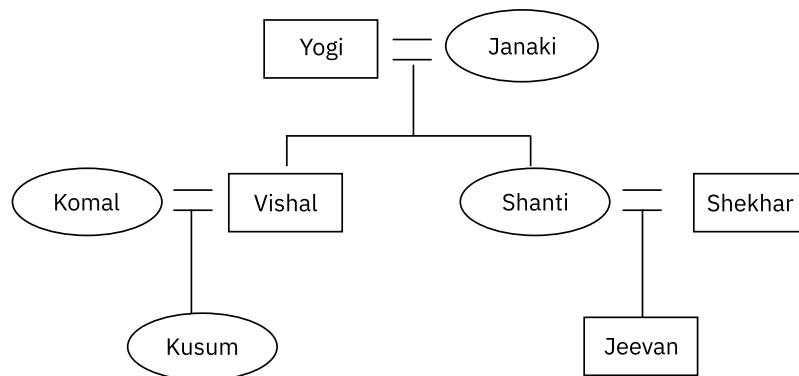 Yogi
Janaki
Komal
Vishal
Shanti
Shekhar
Kusum
Jeevan